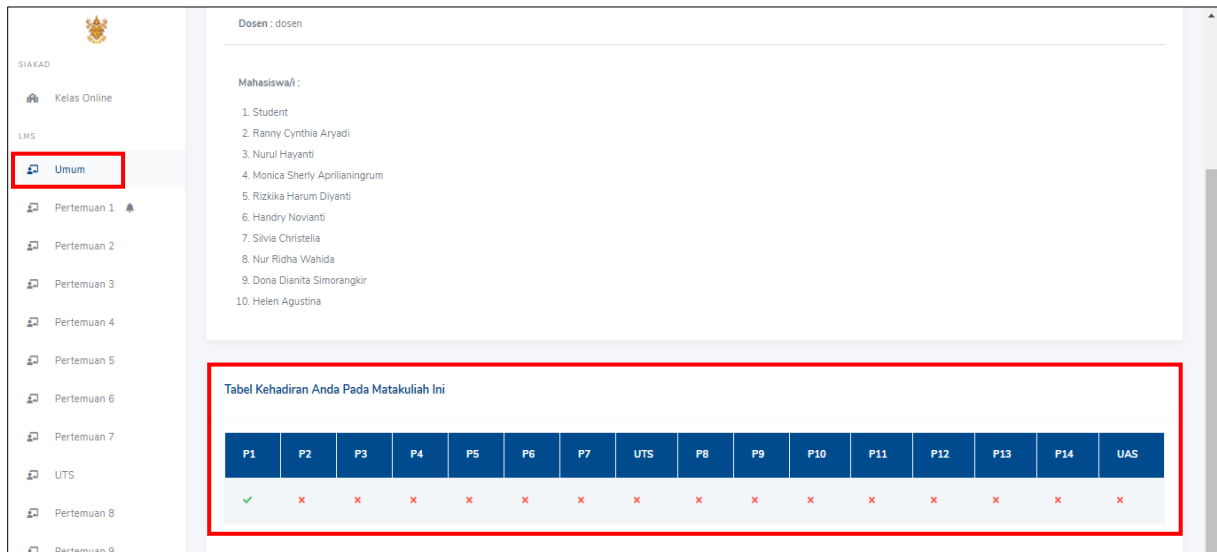 SIAKAD
Kelas Online
LMS
Umum
Pertemuan 1
Pertemuan 2
Pertemuan 3
Pertemuan 4
Pertemuan 5
Pertemuan 6
Pertemuan 7
UTS
Pertemuan 8
Pertemuan 9
Dosen : dosen
Mahasiswa/i :
1. Student
2. Ranny Cynthia Aryadi
3. Nurul Hayanti
4. Monica Sherly Aprilianingrum
5. Rizkika Harum Diyanti
6. Handry Novianti
7. Silvia Christelia
8. Nur Ridha Wahida
9. Dona Dianita Simorangkir
10. Helen Agustina
Tabel Kehadiran Anda Pada Matakuliah Ini
P1 P2 P3 P4 P5 P6 P7 UTS P8 P9 P10 P11 P12 P13 P14 UAS